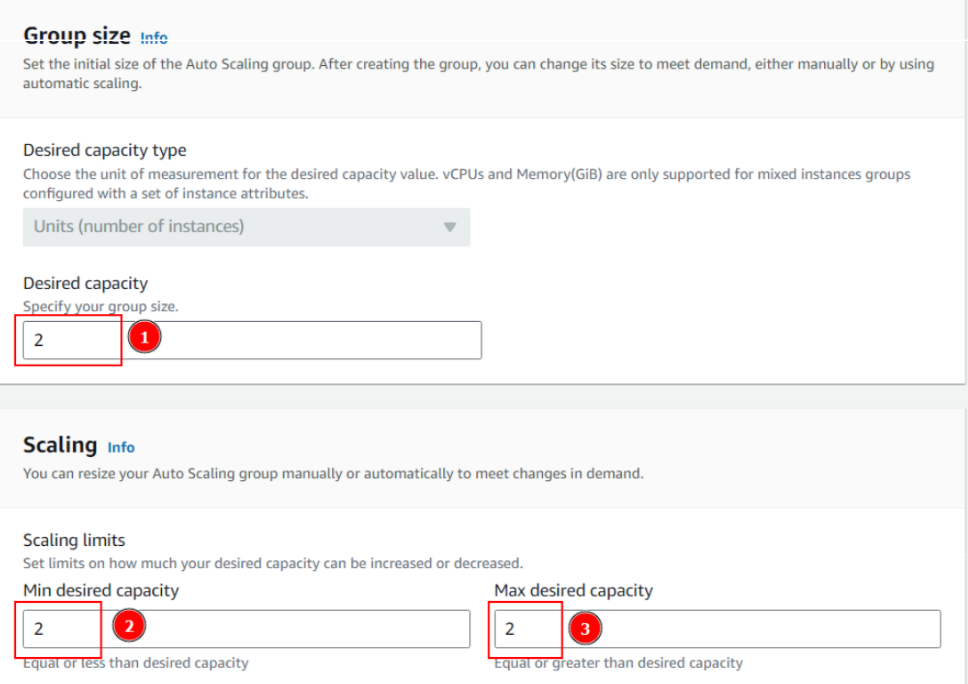 Group size Info
Set the initial size of the Auto Scaling group. After creating the group, you can change its size to meet demand, either manually or by using
automatic scaling.
Desired capacity type
Choose the unit of measurement for the desired capacity value. vCPUs and Memory(GiB) are only supported for mixed instances groups
configured with a set of instance attributes.
Units (number of instances)
Desired capacity
Specify your group size.
2 1
Scaling Info
You can resize your Auto Scaling group manually or automatically to meet changes in demand.
Scaling limits
Set limits on how much your desired capacity can be increased or decreased.
Min desired capacity Max desired capacity
2 2 2 3
Equal or less than desired capacity Equal or greater than desired capacity